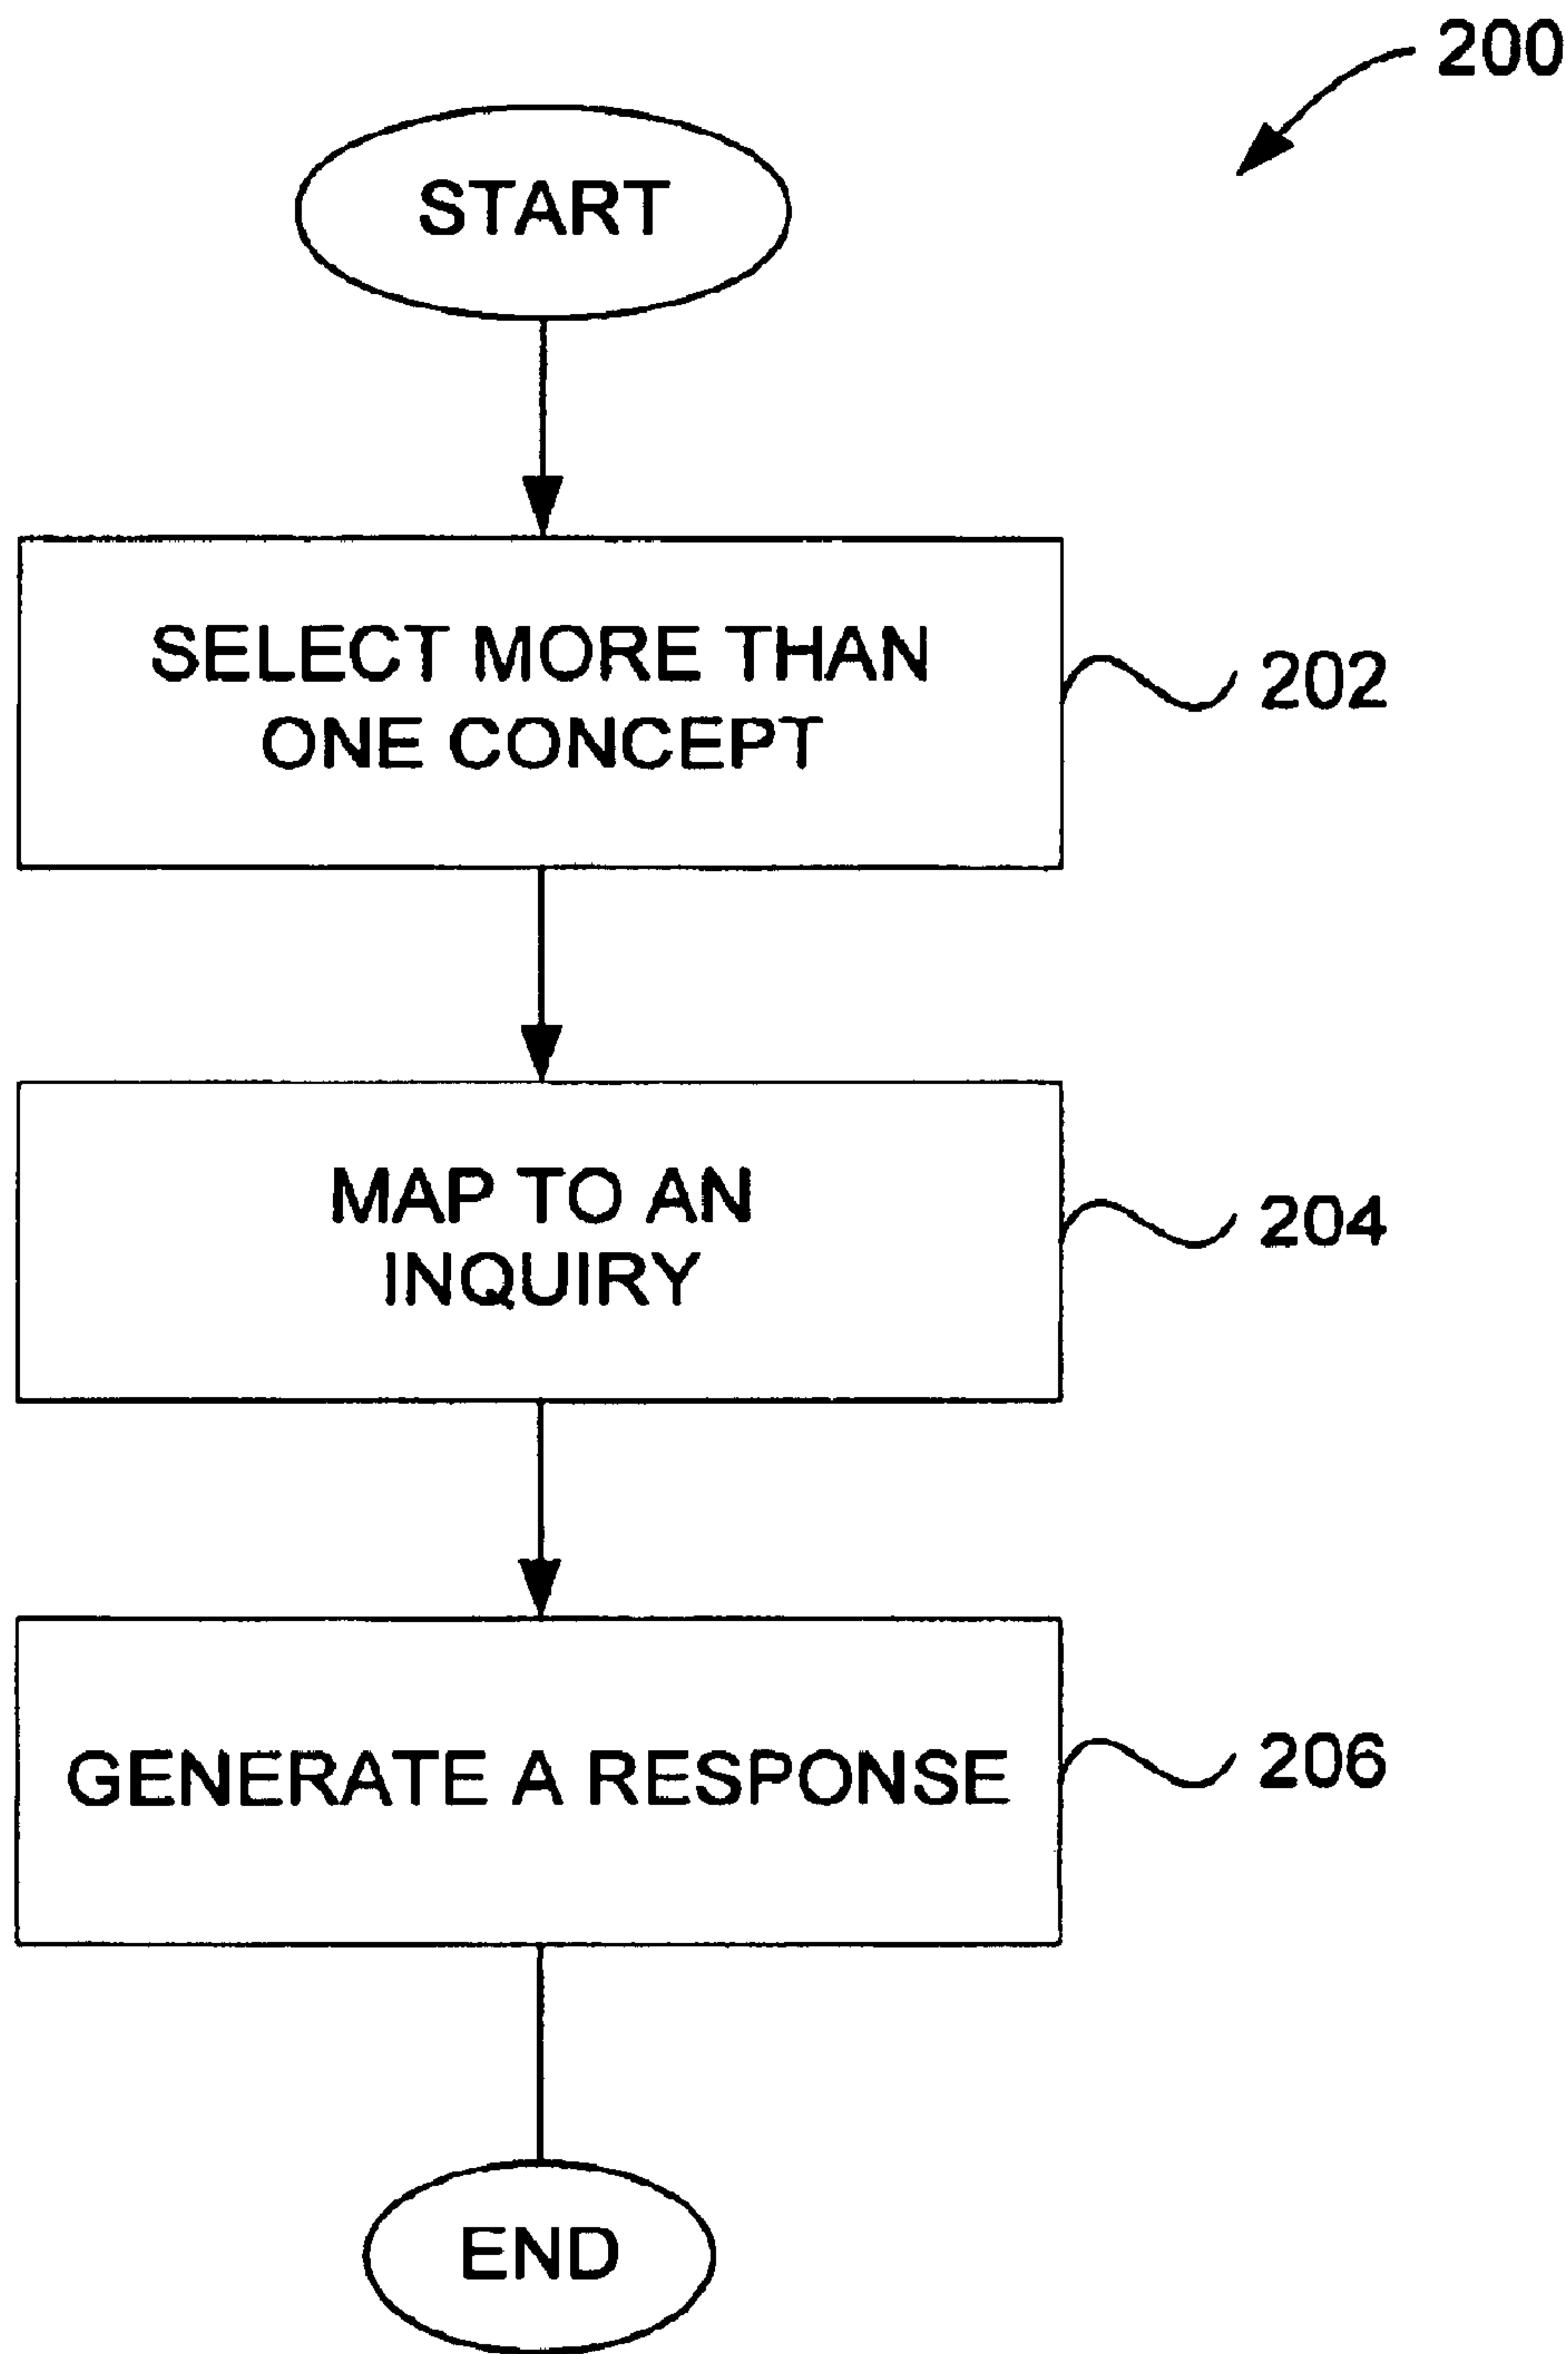 200
START
SELECT MORE THAN
ONE CONCEPT
202
MAP TO AN
INQUIRY
204
GENERATE A RESPONSE
206
END